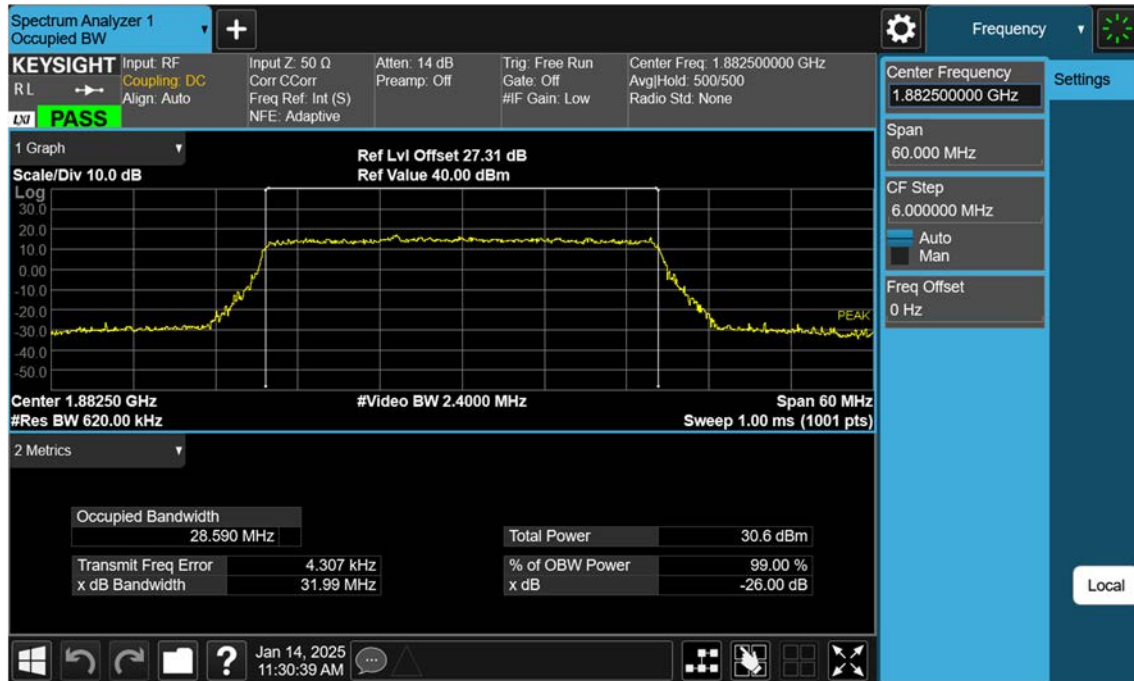 Spectrum Analyzer 1
Occupied BW
Frequency
KEYSIGHT
R L
LXI PASS
Input: RF
Coupling: DC
Align: Auto
Input Z: 50 Ω
Corr CCorr
Freq Ref: Int (S)
NFE: Adaptive
Atten: 14 dB
Preamp: Off
Trig: Free Run
Gate: Off
#IF Gain: Low
Center Freq: 1.882500000 GHz
Avg|Hold: 500/500
Radio Std: None
Center Frequency
1.882500000 GHz
Settings
Span
60.000 MHz
CF Step
6.000000 MHz
Auto
Man
Freq Offset
0 Hz
Local
1 Graph
Scale/Div 10.0 dB
Ref Lvl Offset 27.31 dB
Ref Value 40.00 dBm
Log
30.0
20.0
10.0
0.00
-10.0
-20.0
-30.0
-40.0
-50.0
PEAK
Center 1.88250 GHz
#Video BW 2.4000 MHz
Span 60 MHz
#Res BW 620.00 kHz
Sweep 1.00 ms (1001 pts)
2 Metrics
Occupied Bandwidth
28.590 MHz
Total Power 30.6 dBm
Transmit Freq Error 4.307 kHz
% of OBW Power 99.00 %
x dB Bandwidth 31.99 MHz
x dB -26.00 dB
?
Jan 14, 2025
11:30:39 AM